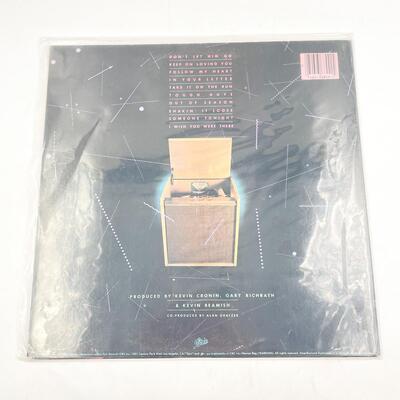 DON'T LET HIM GO
KEEP ON LOVING YOU
FOLLOW MY HEART
IN YOUR LETTER
TAKE IT ON THE RUN
TOUGH GUYS
OUT OF SEASON
SHAKIN' IT LOOSE
SOMEONE TONIGHT
I WISH YOU WERE THERE
PRODUCED BY KEVIN CRONIN, GARY RICHRATH
& KEVIN BEAMISH
CO-PRODUCED BY ALAN GRATZER
Epic